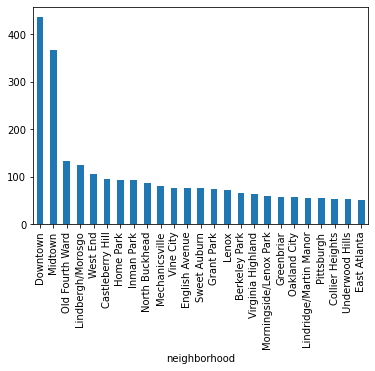 400
300
200
100
0
Downtown
Midtown
Old Fourth Ward
Lindbergh/Morosgo
West End
Castleberry Hill
Home Park
Inman Park
North Buckhead
Mechanicsville
Vine City
English Avenue
Sweet Auburn
Grant Park
Lenox
Berkeley Park
Virginia Highland
Morningside/Lenox Park
Greenbriar
Oakland City
Lindridge/Martin Manor
Pittsburgh
Collier Heights
Underwood Hills
East Atlanta
neighborhood